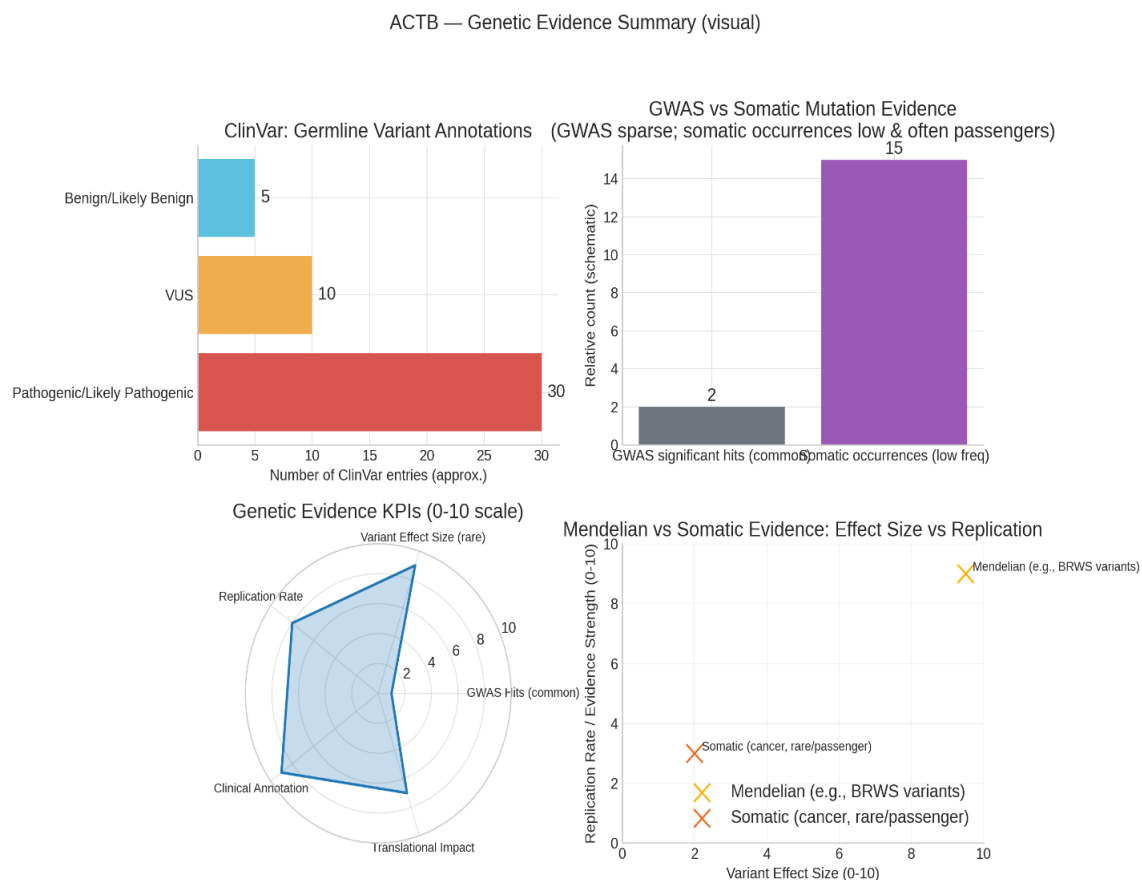 ACTB — Genetic Evidence Summary (visual)
ClinVar: Germline Variant Annotations
Benign/Likely Benign
5
VUS
10
Pathogenic/Likely Pathogenic
30
0 5 10 15 20 25 30
Number of ClinVar entries (approx.)
GWAS vs Somatic Mutation Evidence
(GWAS sparse; somatic occurrences low & often passengers)
15
14
12
10
8
6
4
2
0
Relative count (schematic)
2
GWAS significant hits (common)
Somatic occurrences (low freq)
Genetic Evidence KPIs (0-10 scale)
Variant Effect Size (rare)
Replication Rate
10
8
6
4
2
GWAS Hits (common)
Clinical Annotation
Translational Impact
Mendelian vs Somatic Evidence: Effect Size vs Replication
10
8
6
4
2
0
Replication Rate / Evidence Strength (0-10)
Mendelian (e.g., BRWS variants)
Somatic (cancer, rare/passenger)
Mendelian (e.g., BRWS variants)
Somatic (cancer, rare/passenger)
0 2 4 6 8 10
Variant Effect Size (0-10)